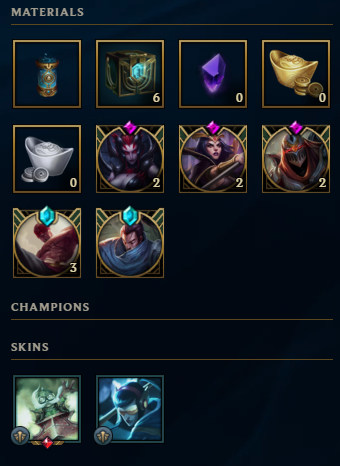 MATERIALS
6 0 0
0 2 2 2
3
CHAMPIONS
SKINS